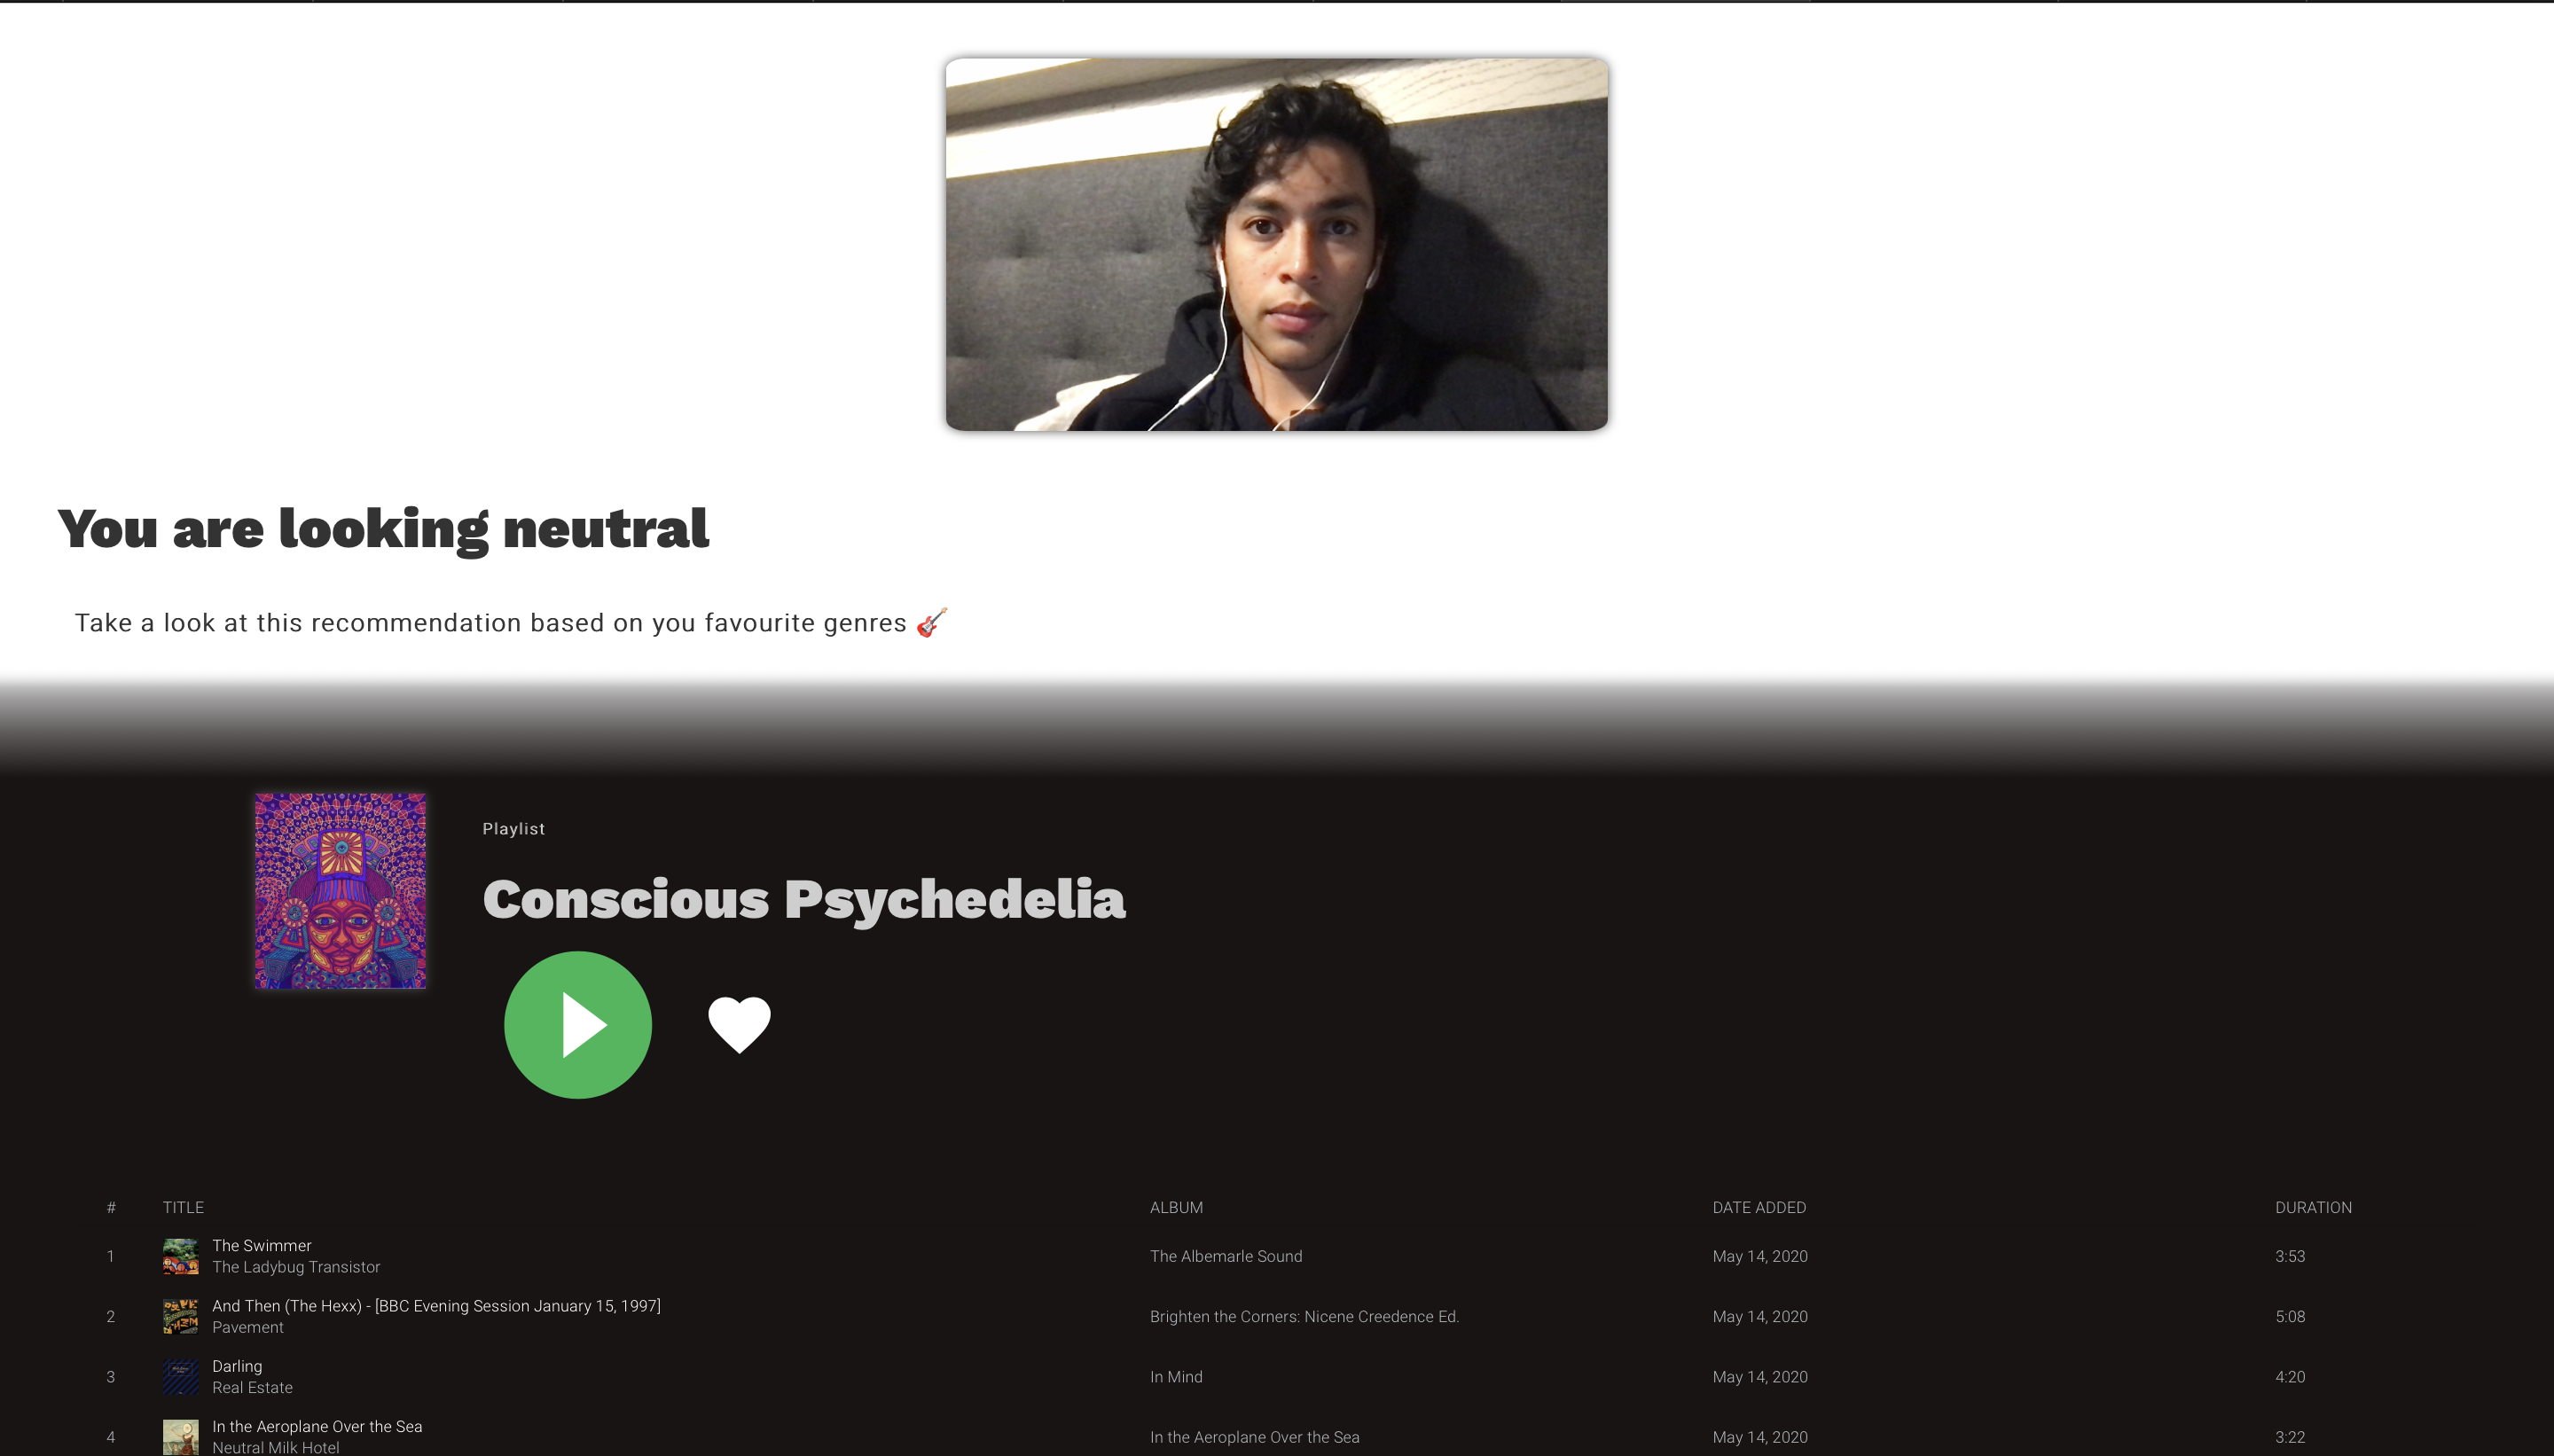 You are looking neutral
Take a look at this recommendation based on you favourite genres 🎸
Playlist
Conscious Psychedelia
# TITLE ALBUM DATE ADDED DURATION
1 The Swimmer The Albemarle Sound May 14, 2020 3:53
The Ladybug Transistor
2 And Then (The Hexx) - [BBC Evening Session January 15, 1997] Brighten the Corners: Nicene Creedence Ed. May 14, 2020 5:08
Pavement
3 Darling In Mind May 14, 2020 4:20
Real Estate
4 In the Aeroplane Over the Sea In the Aeroplane Over the Sea May 14, 2020 3:22
Neutral Milk Hotel